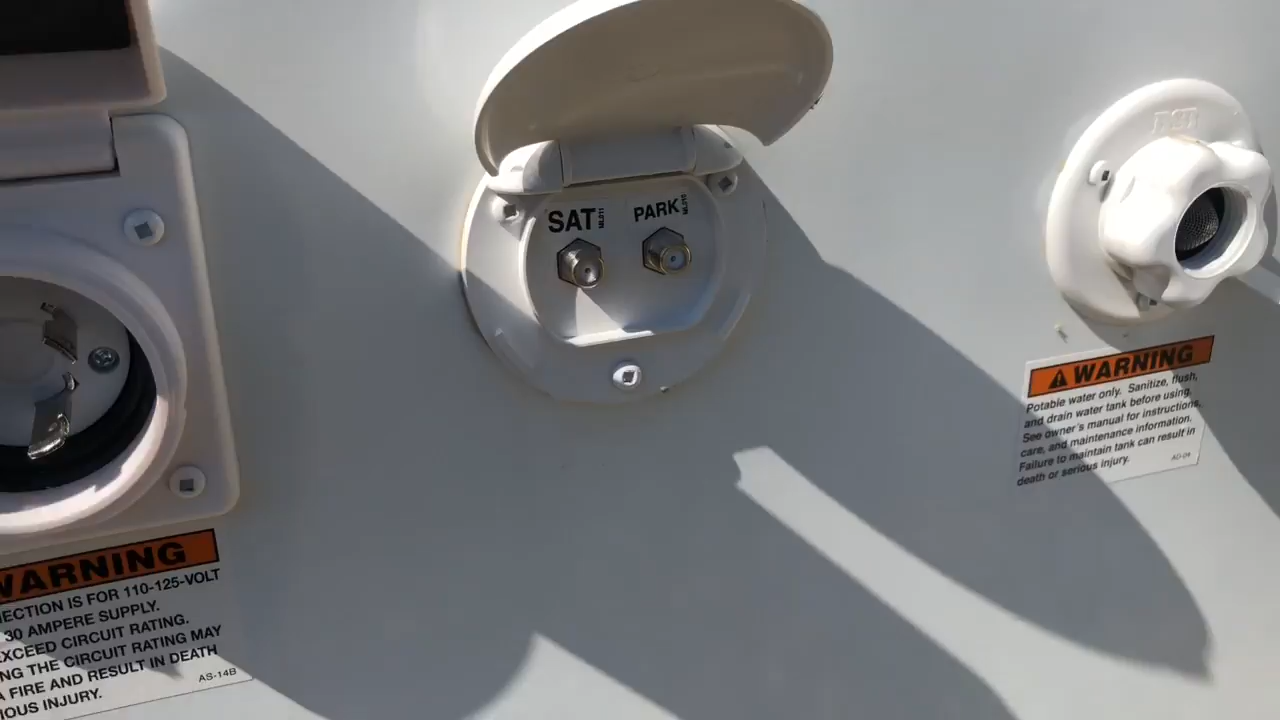 SAT
PARK
WARNING
Potable water only. Sanitize, flush,
and drain water tank before using.
See owner's manual for instructions,
care, and maintenance information.
Failure to maintain tank can result in
death or serious injury.
AO-04
WARNING
ECTION IS FOR 110-125-VOLT
30 AMPERE SUPPLY.
XCEED CIRCUIT RATING.
NG THE CIRCUIT RATING MAY
A FIRE AND RESULT IN DEATH
IOUS INJURY.
AS-14B